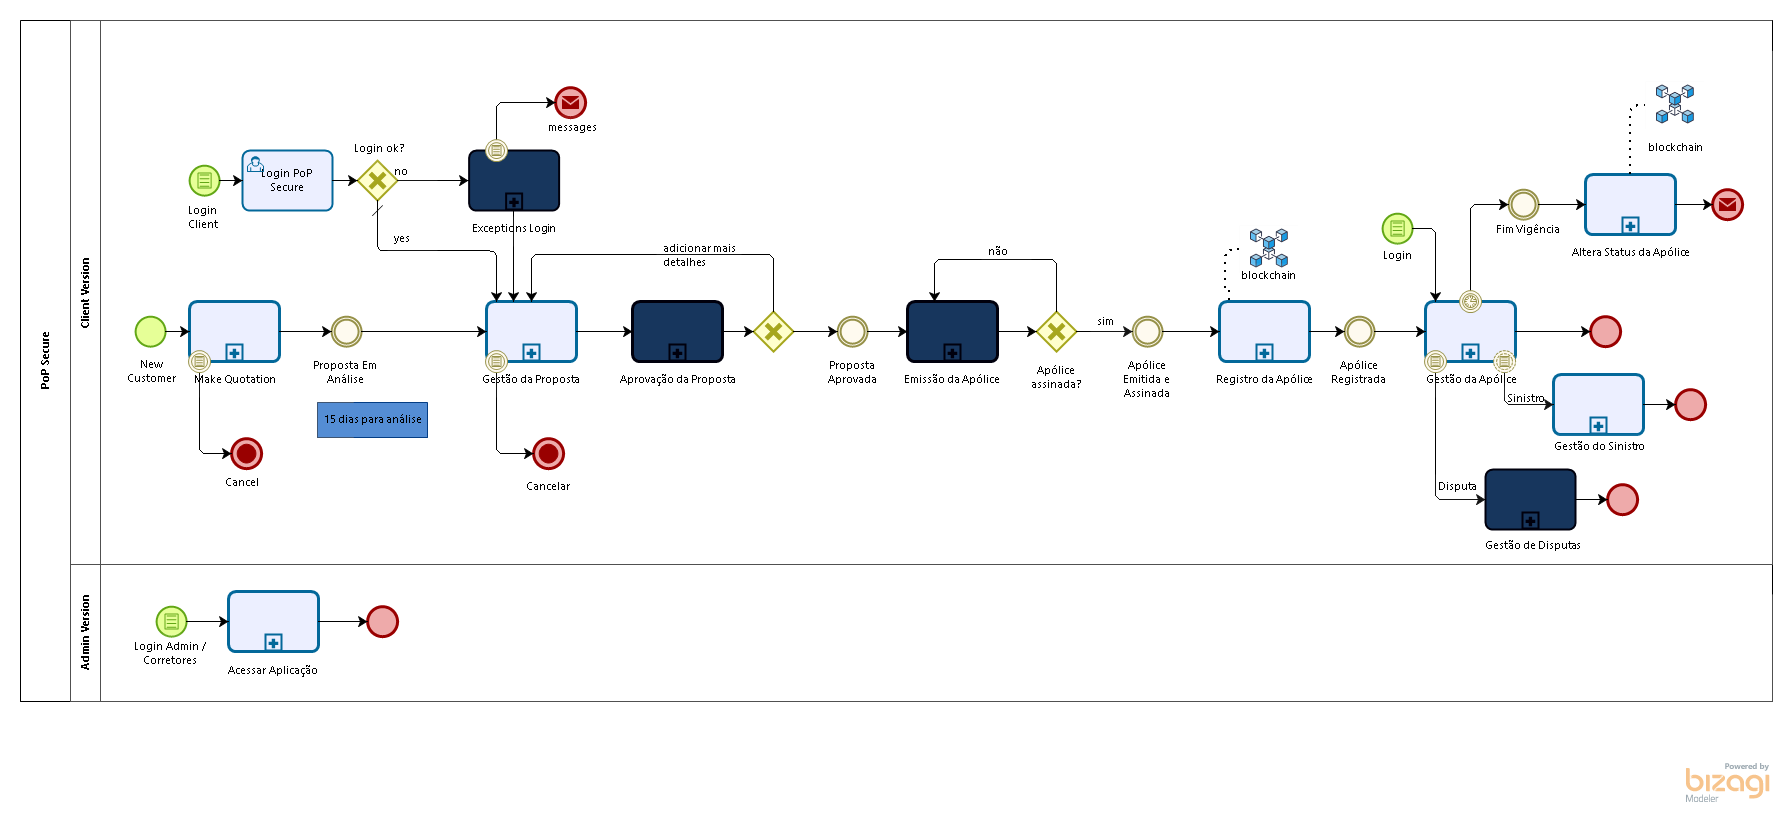 PoP Secure
Client Version
messages
Login ok?
no
Login PoP
Secure
Login
Client
Exceptions Login
yes
adicionar mais
detalhes
não
blockchain
blockchain
Fim Vigência
Login
Altera Status da Apólice
sim
New
Customer
Make Quotation
Proposta Em
Análise
Gestão da Proposta
Aprovação da Proposta
Proposta
Aprovada
Emissão da Apólice
Apólice
assinada?
Apólice
Emitida e
Assinada
Registro da Apólice
Apólice
Registrada
Gestão da Apólice
15 dias para análise
Sinistro
Gestão do Sinistro
Cancel
Cancelar
Disputa
Gestão de Disputas
Admin Version
Login Admin /
Corretores
Acessar Aplicação
Powered by
bizagi
Modeler